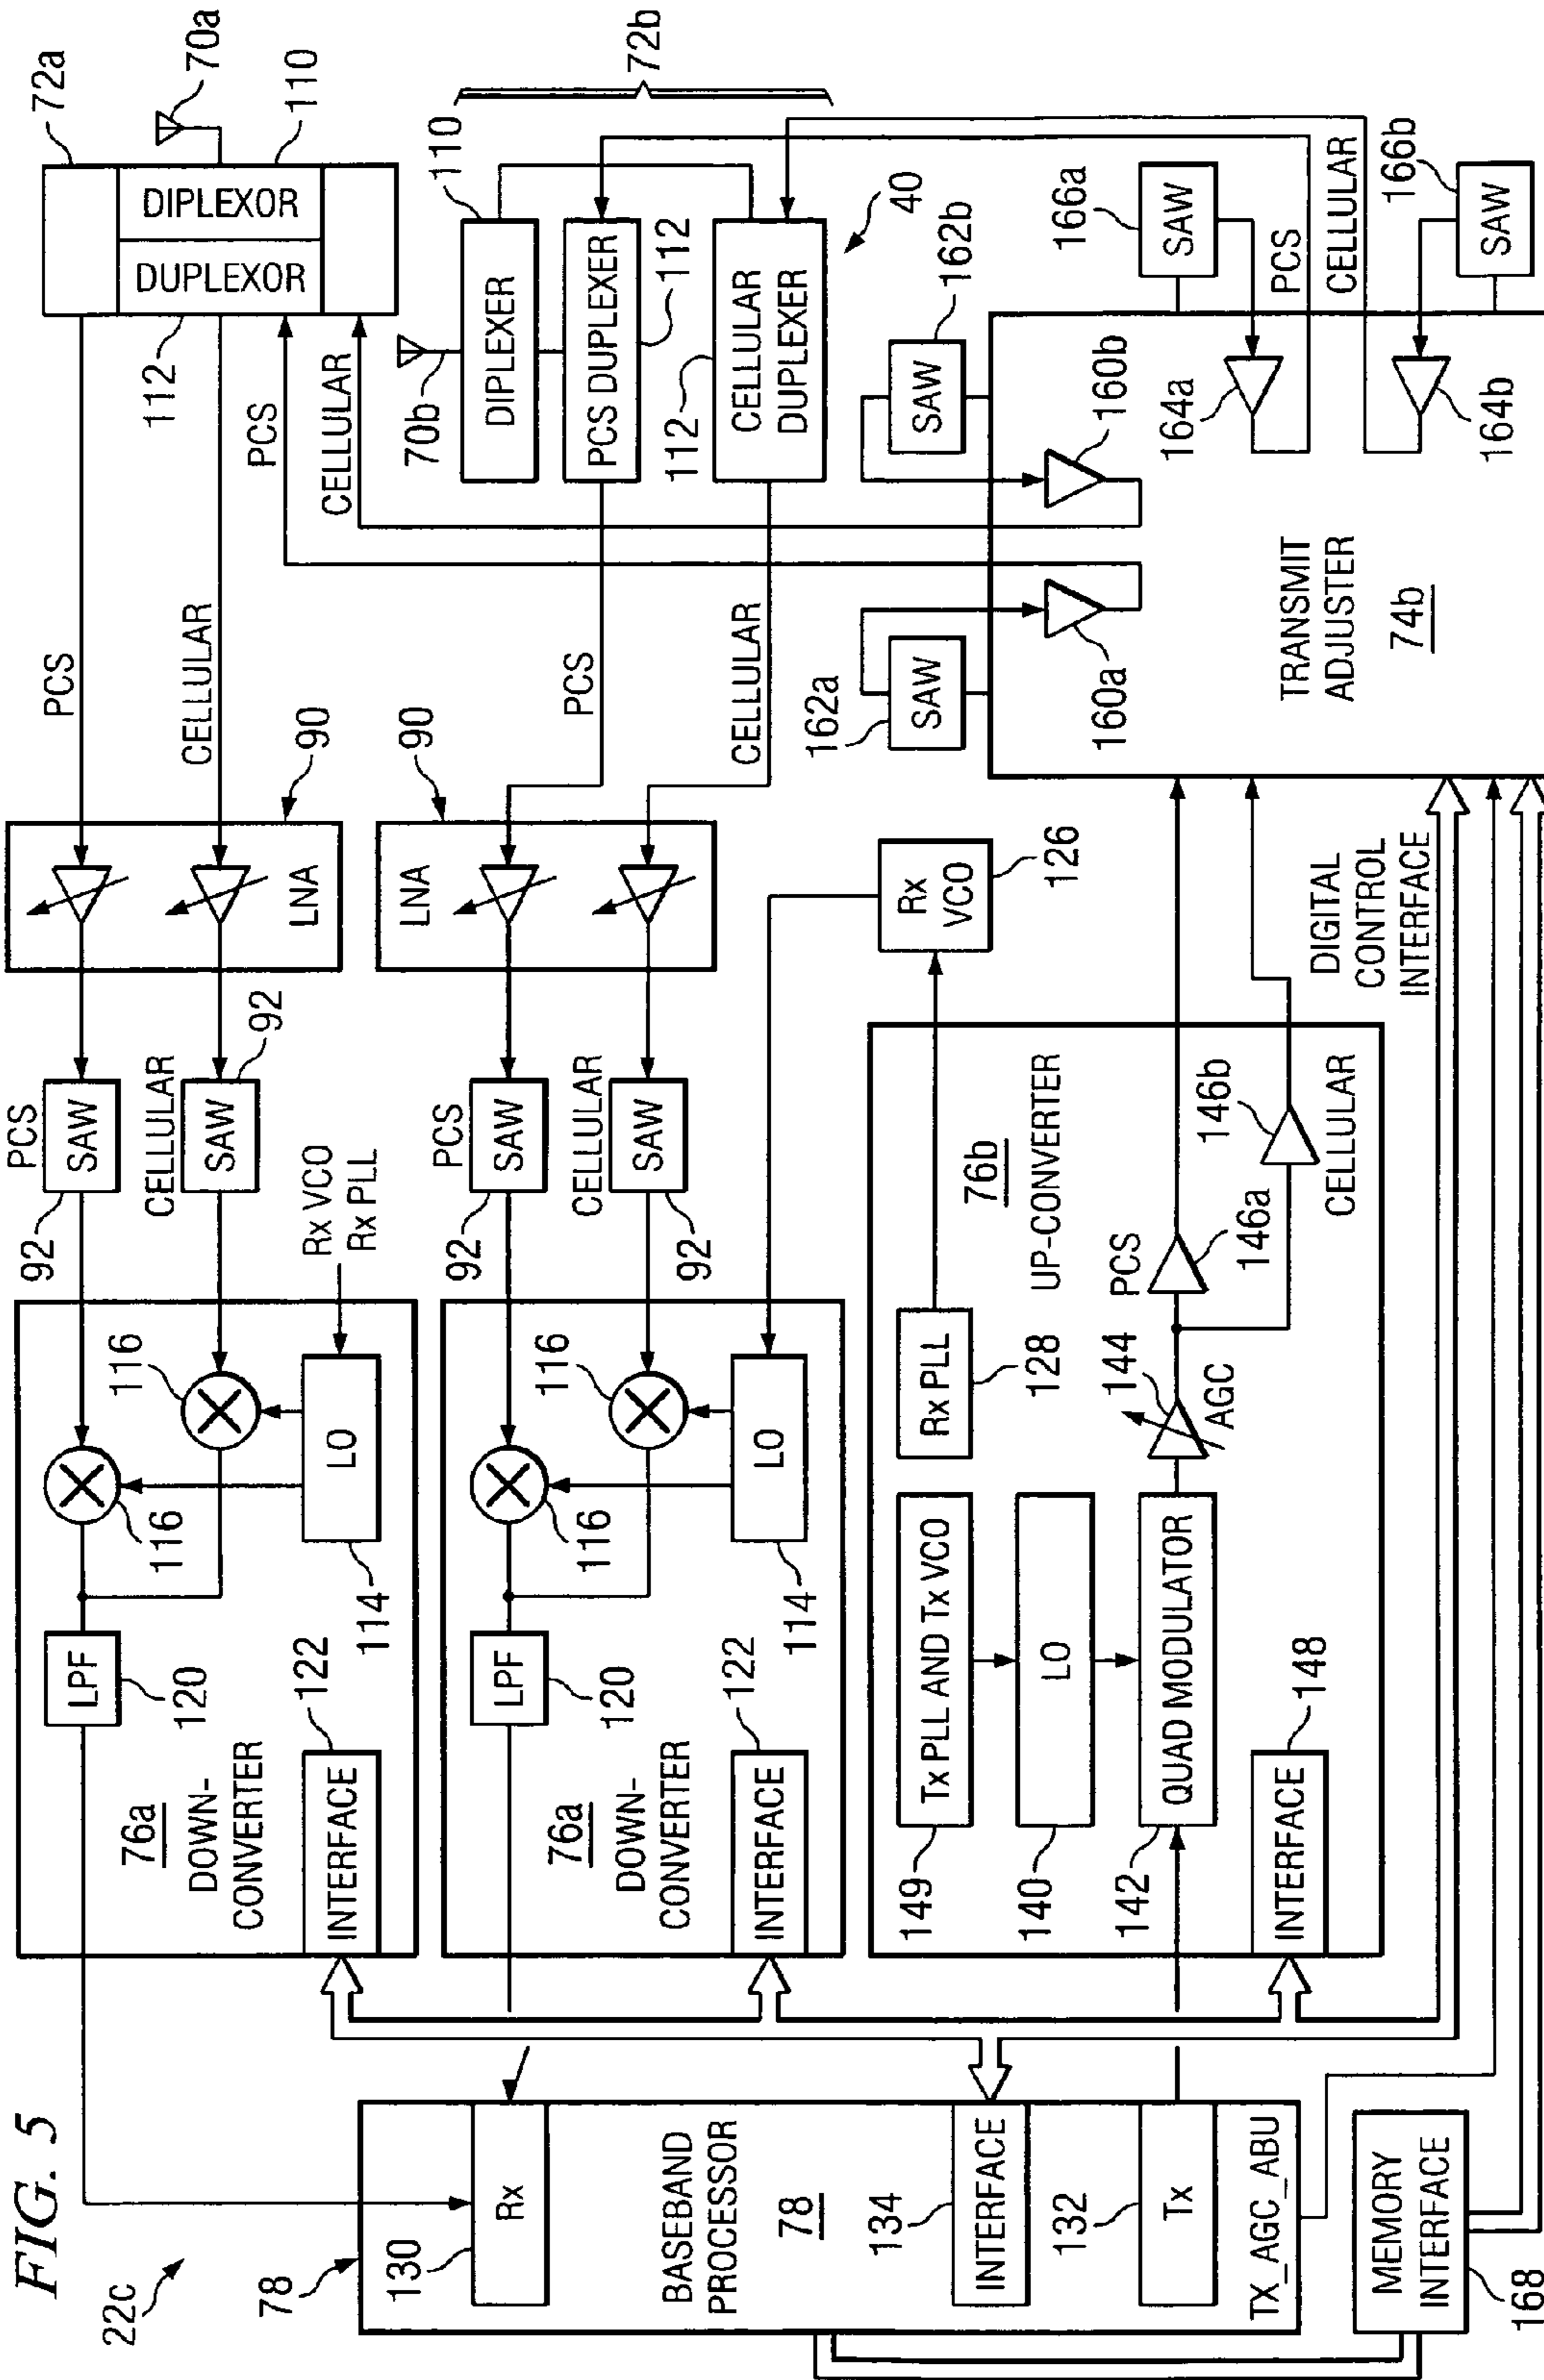 FIG. 5
22c
72a
70a
DIPLEXOR
DUPLEXOR
110
112
PCS
CELLULAR
PCS
CELLULAR
90
LNA
PCS
SAW
92
CELLULAR
SAW
92
Rx VCO
Rx PLL
116
116
LO
114
LPF
120
76a
DOWN-
CONVERTER
INTERFACE
122
72b
110
70b
DIPLEXER
PCS DUPLEXER
112
CELLULAR
DUPLEXER
112
40
PCS
CELLULAR
90
LNA
PCS
SAW
92
CELLULAR
SAW
92
116
116
LO
114
LPF
120
76a
DOWN-
CONVERTER
INTERFACE
122
Rx
VCO
126
Rx PLL
128
UP-CONVERTER
76b
Tx PLL AND Tx VCO
149
LO
140
QUAD MODULATOR
142
144
AGC
PCS
146a
146b
CELLULAR
INTERFACE
148
78
Rx
130
BASEBAND
PROCESSOR
78
INTERFACE
134
Tx
132
TX_AGC_ABU
MEMORY
INTERFACE
168
DIGITAL
CONTROL
INTERFACE
TRANSMIT
ADJUSTER
74b
SAW
162a
160a
SAW
162b
160b
SAW
166a
164a
PCS
CELLULAR
SAW
166b
164b